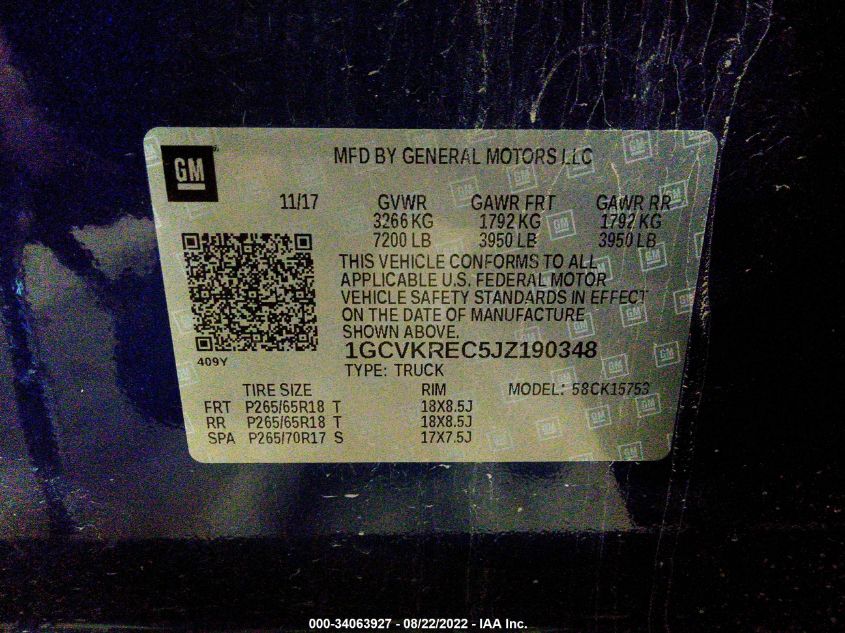 GM
MFD BY GENERAL MOTORS LLC
11/17 GVWR GAWR FRT GAWR RR
3266 KG 1792 KG 1792 KG
7200 LB 3950 LB 3950 LB
THIS VEHICLE CONFORMS TO ALL
APPLICABLE U.S. FEDERAL MOTOR
VEHICLE SAFETY STANDARDS IN EFFECT
ON THE DATE OF MANUFACTURE
SHOWN ABOVE.
409Y
1GCVKREC5JZ190348
TYPE: TRUCK
TIRE SIZE RIM MODEL: 58CK15753
FRT P265/65R18 T 18X8.5J
RR P265/65R18 T 18X8.5J
SPA P265/70R17 S 17X7.5J
000-34063927 - 08/22/2022 - IAA Inc.